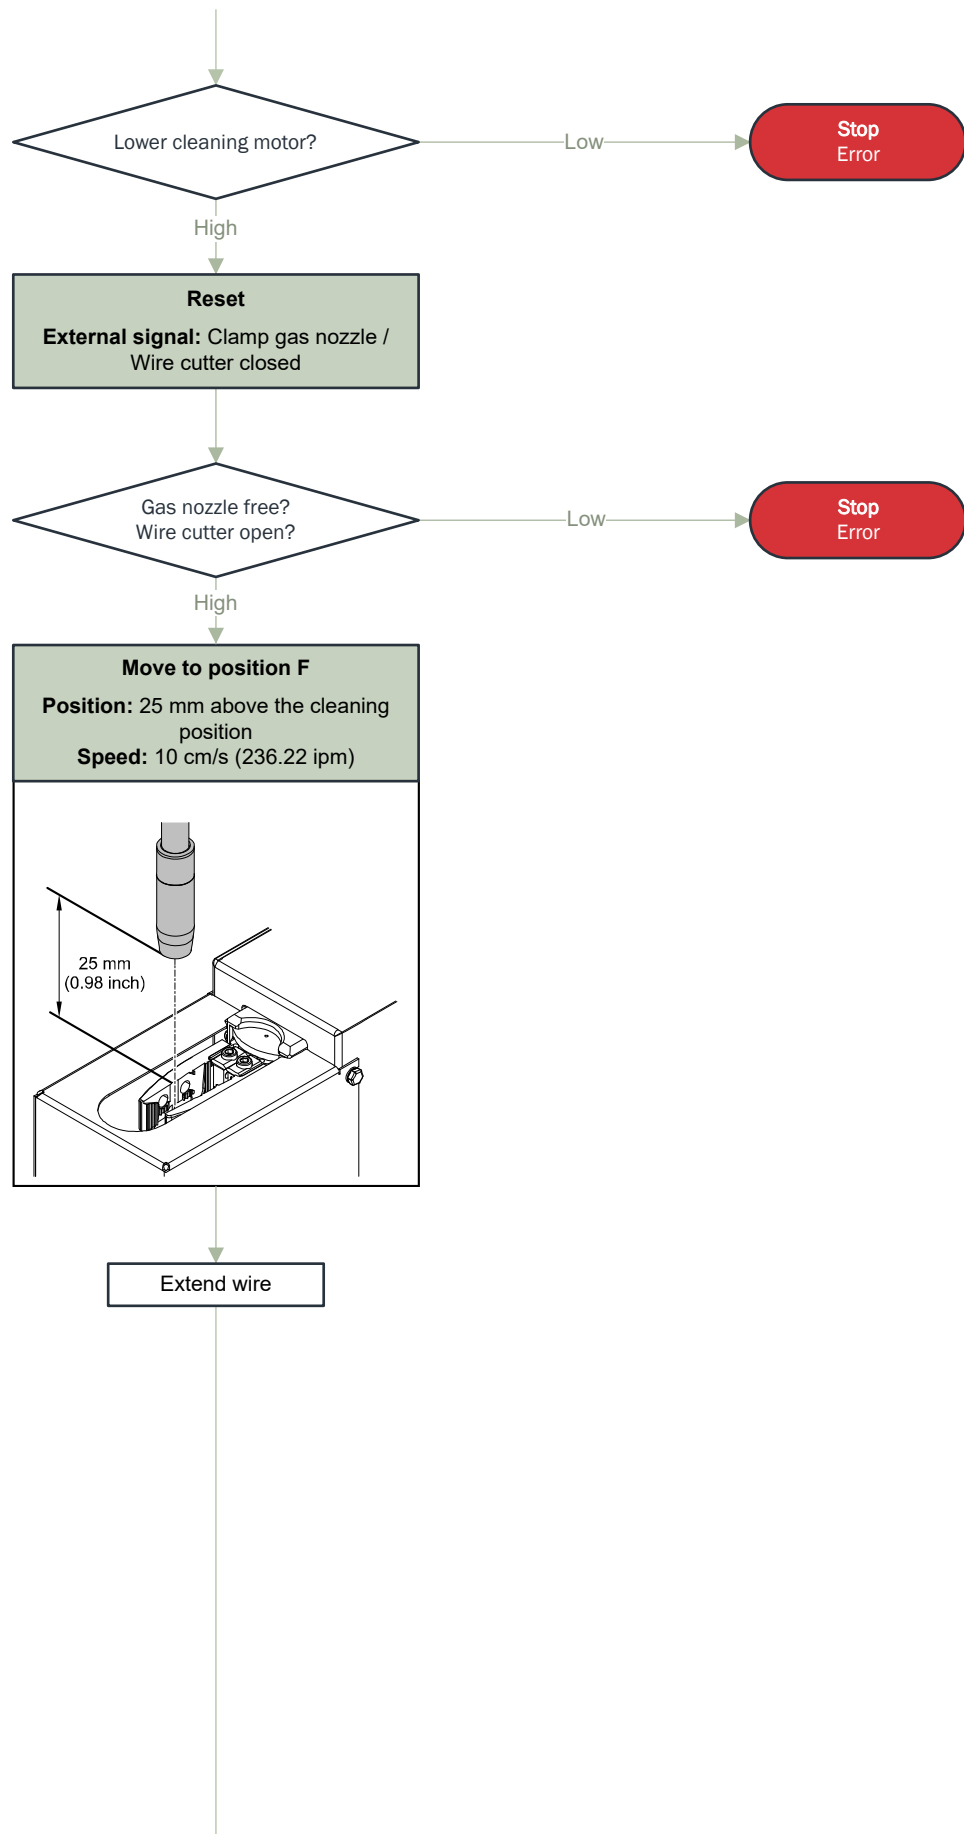 Lower cleaning motor?
Low
Stop
Error
High
Reset
External signal: Clamp gas nozzle /
Wire cutter closed
Gas nozzle free?
Wire cutter open?
Low
Stop
Error
High
Move to position F
Position: 25 mm above the cleaning
position
Speed: 10 cm/s (236.22 ipm)
25 mm
(0.98 inch)
Extend wire